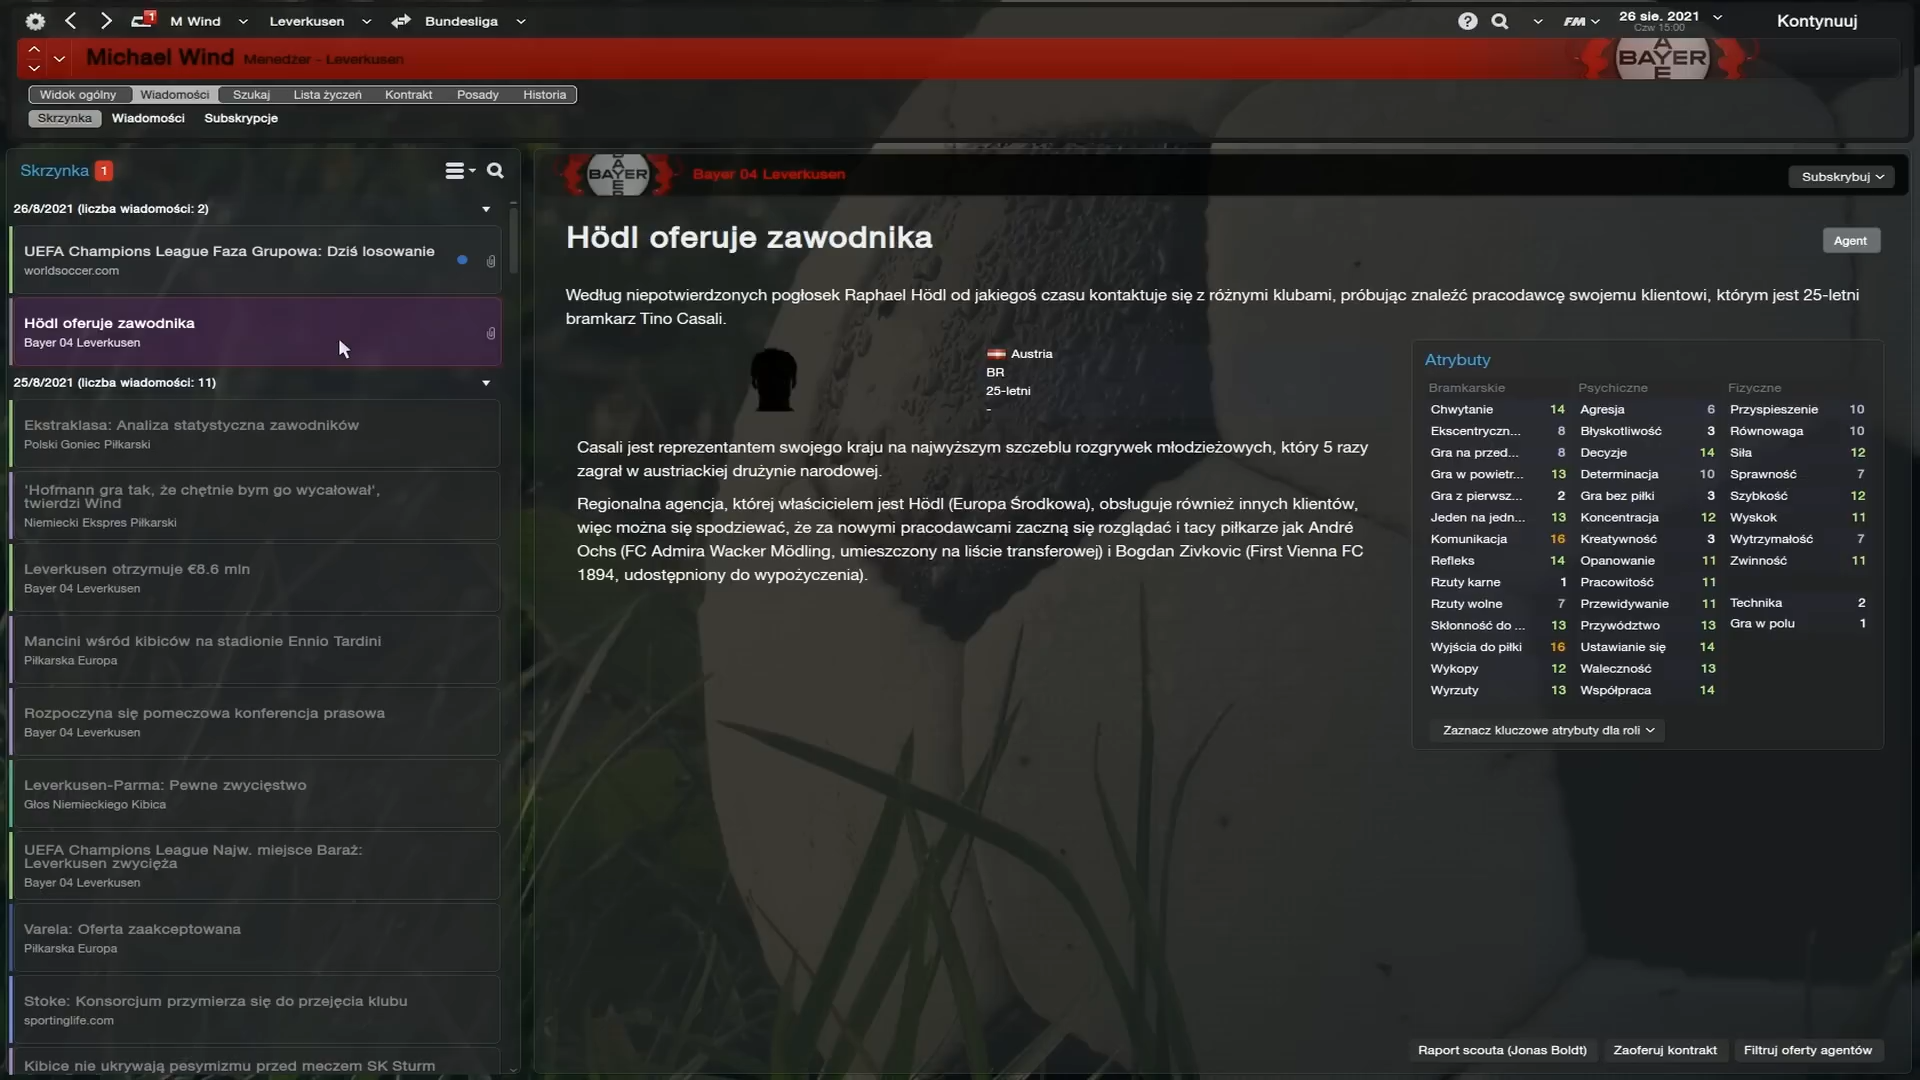 M Wind
Leverkusen
Bundesliga
26 sie. 2021
Czw 15:00
FM
Kontynuuj
Michael Wind Menedżer - Leverkusen
BAYER
Widok ogólny Wiadomości Szukaj Lista życzeń Kontrakt Posady Historia
Skrzynka Wiadomości Subskrypcje
Skrzynka 1
26/8/2021 (liczba wiadomości: 2)
UEFA Champions League Faza Grupowa: Dziś losowanie
worldsoccer.com
Hödl oferuje zawodnika
Bayer 04 Leverkusen
25/8/2021 (liczba wiadomości: 11)
Ekstraklasa: Analiza statystyczna zawodników
Polski Goniec Piłkarski
'Hofmann gra tak, że chętnie bym go wycałował',
twierdzi Wind
Niemiecki Ekspres Piłkarski
Leverkusen otrzymuje €8.6 mln
Bayer 04 Leverkusen
Mancini wśród kibiców na stadionie Ennio Tardini
Piłkarska Europa
Rozpoczyna się pomeczowa konferencja prasowa
Bayer 04 Leverkusen
Leverkusen-Parma: Pewne zwycięstwo
Głos Niemieckiego Kibica
UEFA Champions League Najw. miejsce Baraż:
Leverkusen zwycięża
Bayer 04 Leverkusen
Varela: Oferta zaakceptowana
Piłkarska Europa
Stoke: Konsorcjum przymierza się do przejęcia klubu
sportinglife.com
Kibice nie ukrywają pesymizmu przed meczem SK Sturm
BAYER
Bayer 04 Leverkusen
Subskrybuj
Hödl oferuje zawodnika
Agent
Według niepotwierdzonych pogłosek Raphael Hödl od jakiegoś czasu kontaktuje się z różnymi klubami, próbując znaleźć pracodawcę swojemu klientowi, którym jest 25-letni
bramkarz Tino Casali.
Austria
BR
25-letni
-
Casali jest reprezentantem swojego kraju na najwyższym szczeblu rozgrywek młodzieżowych, który 5 razy
zagrał w austriackiej drużynie narodowej.
Regionalna agencja, której właścicielem jest Hödl (Europa Środkowa), obsługuje również innych klientów,
więc można się spodziewać, że za nowymi pracodawcami zaczną się rozglądać i tacy piłkarze jak André
Ochs (FC Admira Wacker Mödling, umieszczony na liście transferowej) i Bogdan Zivkovic (First Vienna FC
1894, udostępniony do wypożyczenia).
Atrybuty
Bramkarskie Psychiczne Fizyczne
Chwytanie 14 Agresja 6 Przyspieszenie 10
Ekscentryczn... 8 Błyskotliwość 3 Równowaga 10
Gra na przed... 8 Decyzje 14 Siła 12
Gra w powietr... 13 Determinacja 10 Sprawność 7
Gra z pierwsz... 2 Gra bez piłki 3 Szybkość 12
Jeden na jedn... 13 Koncentracja 12 Wyskok 11
Komunikacja 16 Kreatywność 3 Wytrzymałość 7
Refleks 14 Opanowanie 11 Zwinność 11
Rzuty karne 1 Pracowitość 11
Rzuty wolne 7 Przewidywanie 11 Technika 2
Skłonność do ... 13 Przywództwo 13 Gra w polu 1
Wyjścia do piłki 16 Ustawianie się 14
Wykopy 12 Waleczność 13
Wyrzuty 13 Współpraca 14
Zaznacz kluczowe atrybuty dla roli
Raport scouta (Jonas Boldt) Zaoferuj kontrakt Filtruj oferty agentów